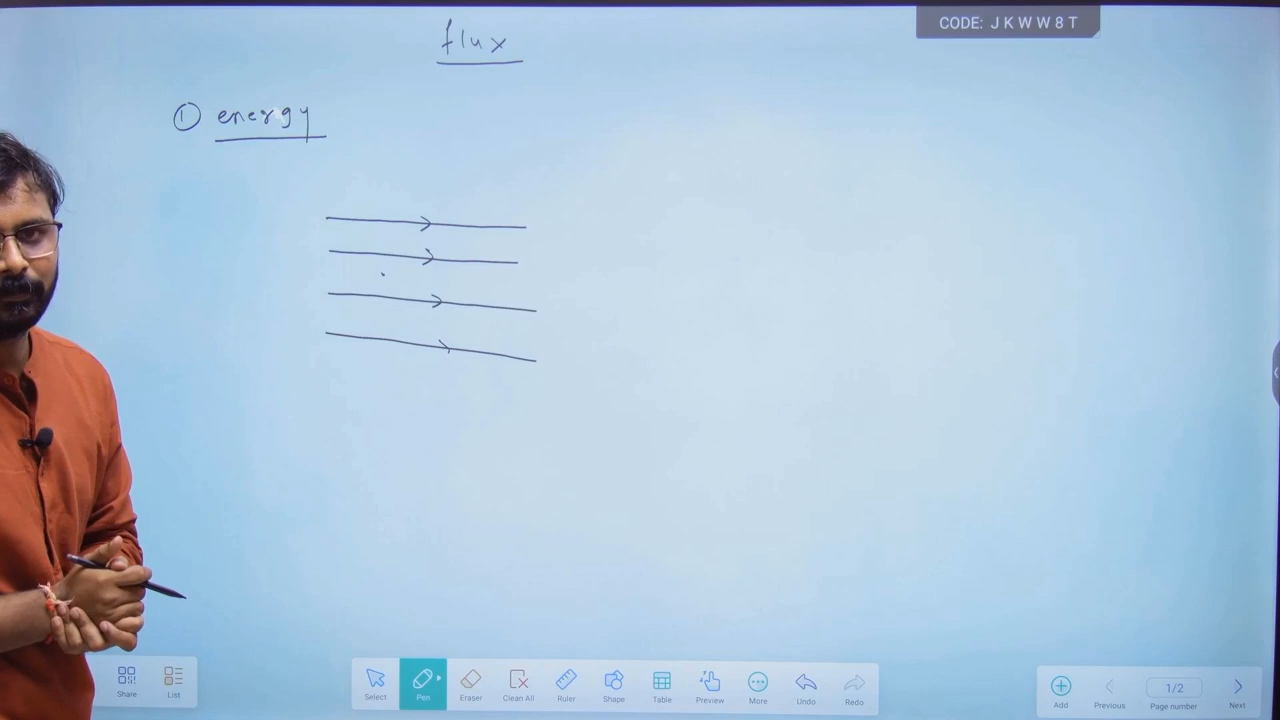 CODE: J K W W 8 T
flux
① energy
Share
List
Select
Pen
Eraser
Clean All
Ruler
Shape
Table
Preview
More
Undo
Redo
Add
Previous
1/2
Page number
Next